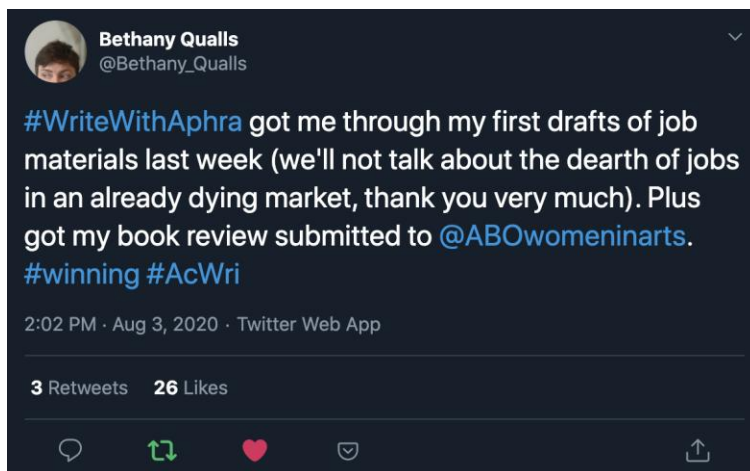 Bethany Qualls
@Bethany_Qualls
#WriteWithAphra got me through my first drafts of job
materials last week (we'll not talk about the dearth of jobs
in an already dying market, thank you very much). Plus
got my book review submitted to @ABOwomeninarts.
#winning #AcWri
2:02 PM · Aug 3, 2020 · Twitter Web App
3 Retweets 26 Likes